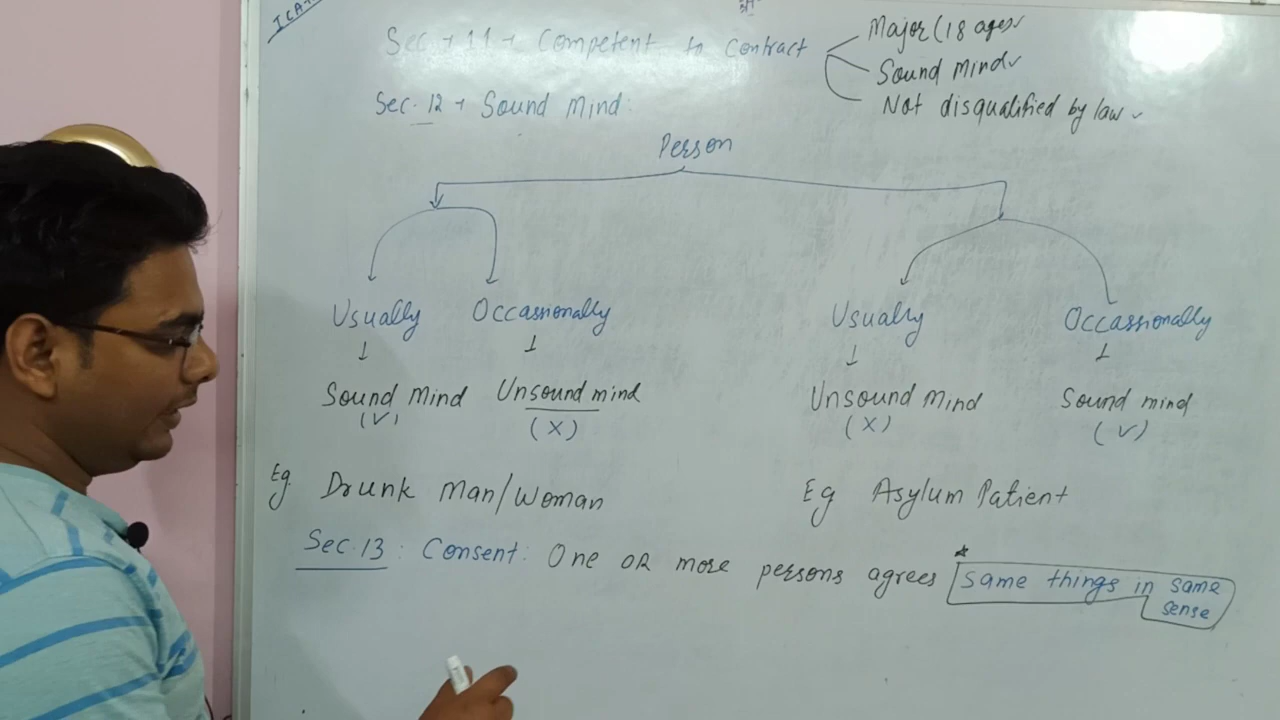 Sec → 11 → Competent to Contract
Major (18 ages
Sound Mind ✓
Not disqualified by law ✓
Sec. 12 → Sound Mind
Person
Usually Occassionally Usually Occassionally
↓ ↓ ↓ ↓
Sound Mind Unsound mind Unsound Mind Sound mind
(✓) (X) (X) (✓)
Eg. Drunk Man/Woman Eg Asylum Patient
Sec. 13 : Consent: One or more persons agrees same things in same
sense